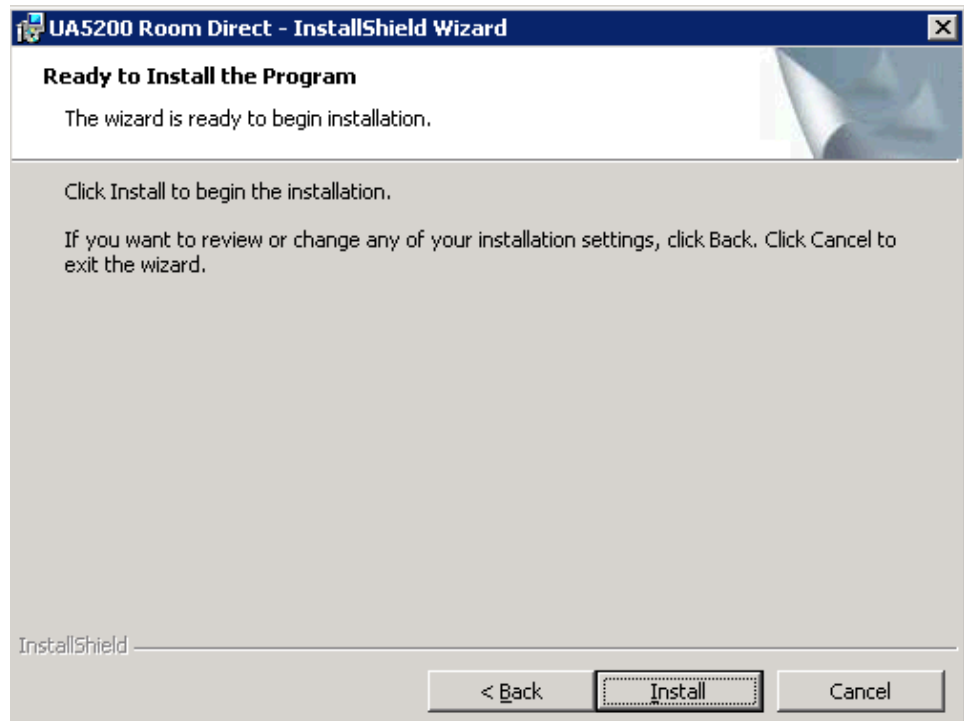 UA5200 Room Direct - InstallShield Wizard
Ready to Install the Program
The wizard is ready to begin installation.
Click Install to begin the installation.
If you want to review or change any of your installation settings, click Back. Click Cancel to
exit the wizard.
InstallShield
< Back
Install
Cancel